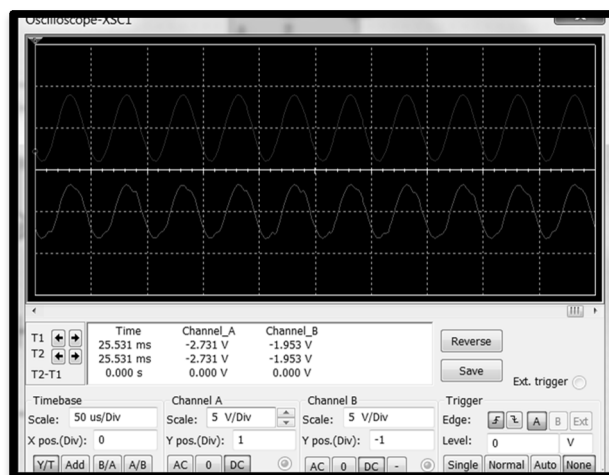 Oscilloscope-XSC1
T1
T2
T2-T1
Time Channel_A Channel_B
25.531 ms -2.731 V -1.953 V
25.531 ms -2.731 V -1.953 V
0.000 s 0.000 V 0.000 V
Reverse
Save
Ext. trigger
Timebase
Scale: 50 us/Div
X pos.(Div): 0
Y/T Add B/A A/B
Channel A
Scale: 5 V/Div
Y pos.(Div): 1
AC 0 DC
Channel B
Scale: 5 V/Div
Y pos.(Div): -1
AC 0 DC -
Trigger
Edge: A B Ext
Level: 0 V
Single Normal Auto None